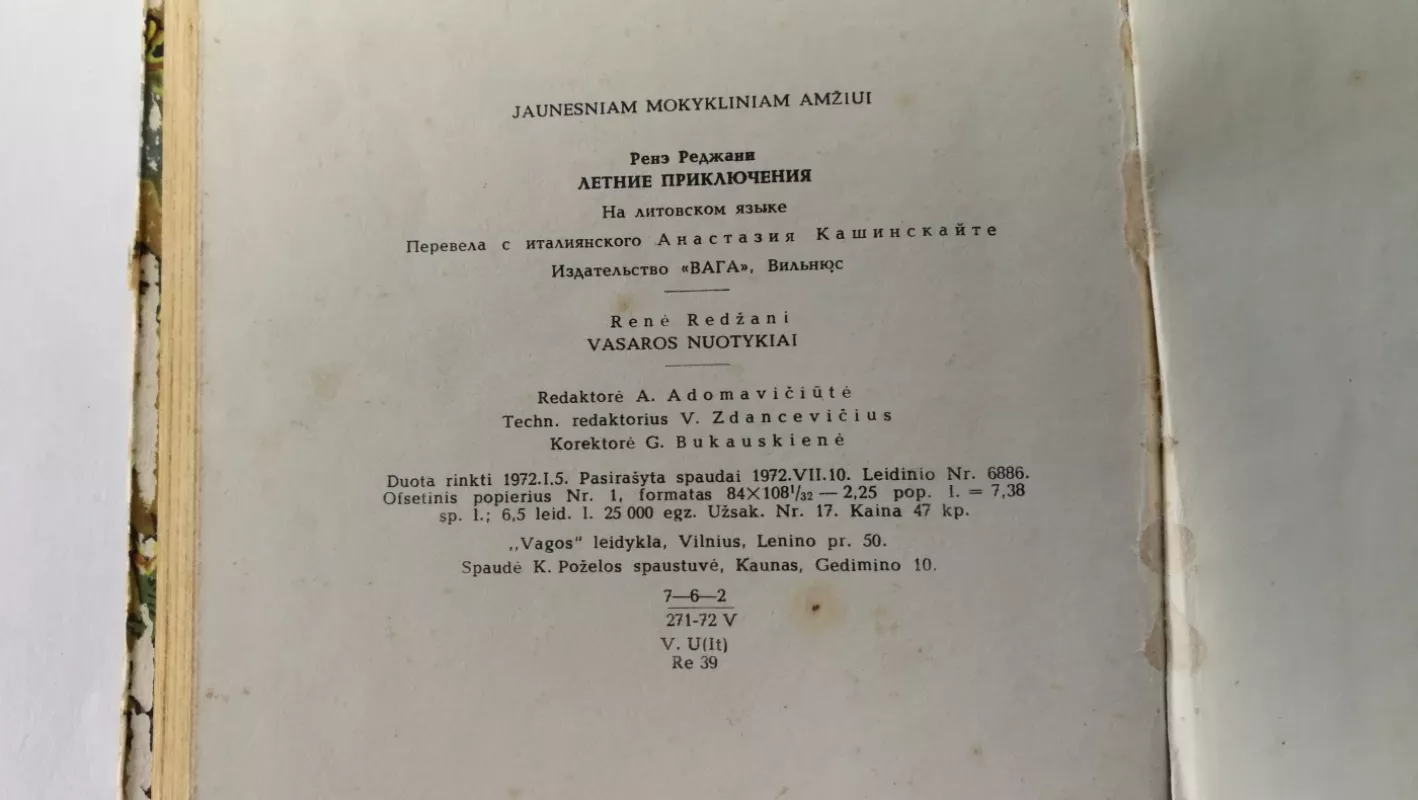 JAUNESNIAM MOKYKLINIAM AMŽIUI
Ренэ Реджани
ЛЕТНИЕ ПРИКЛЮЧЕНИЯ
На литовском языке
Перевела с италиянского Анастазия Кашинскайте
Издательство «ВАГА», Вильнюс
Renė Redžani
VASAROS NUOTYKIAI
Redaktorė A. Adomavičiūtė
Techn. redaktorius V. Zdancevičius
Korektorė G. Bukauskienė
Duota rinkti 1972.I.5. Pasirašyta spaudai 1972.VII.10. Leidinio Nr. 6886.
Ofsetinis popierius Nr. 1, formatas 84X108¹/₃₂ — 2,25 pop. l. = 7,38
sp. l.; 6,5 leid. l. 25 000 egz. Užsak. Nr. 17. Kaina 47 kp.
„Vagos“ leidykla, Vilnius, Lenino pr. 50.
Spaudė K. Poželos spaustuvė, Kaunas, Gedimino 10.
7—6—2
271-72 V
V. U(It)
Re 39